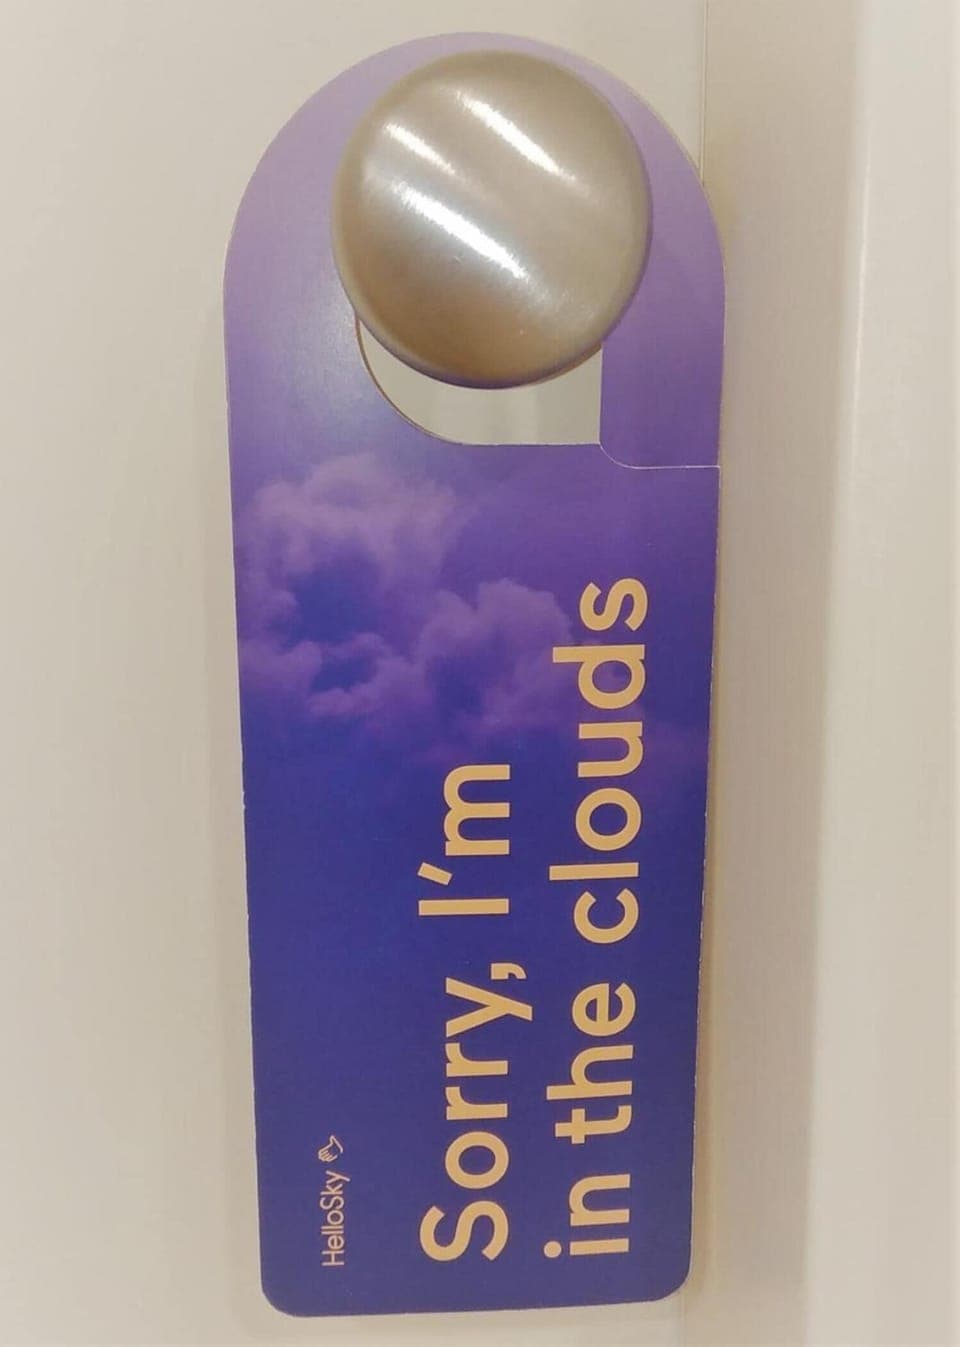 HelloSky
Sorry, I'm
in the clouds